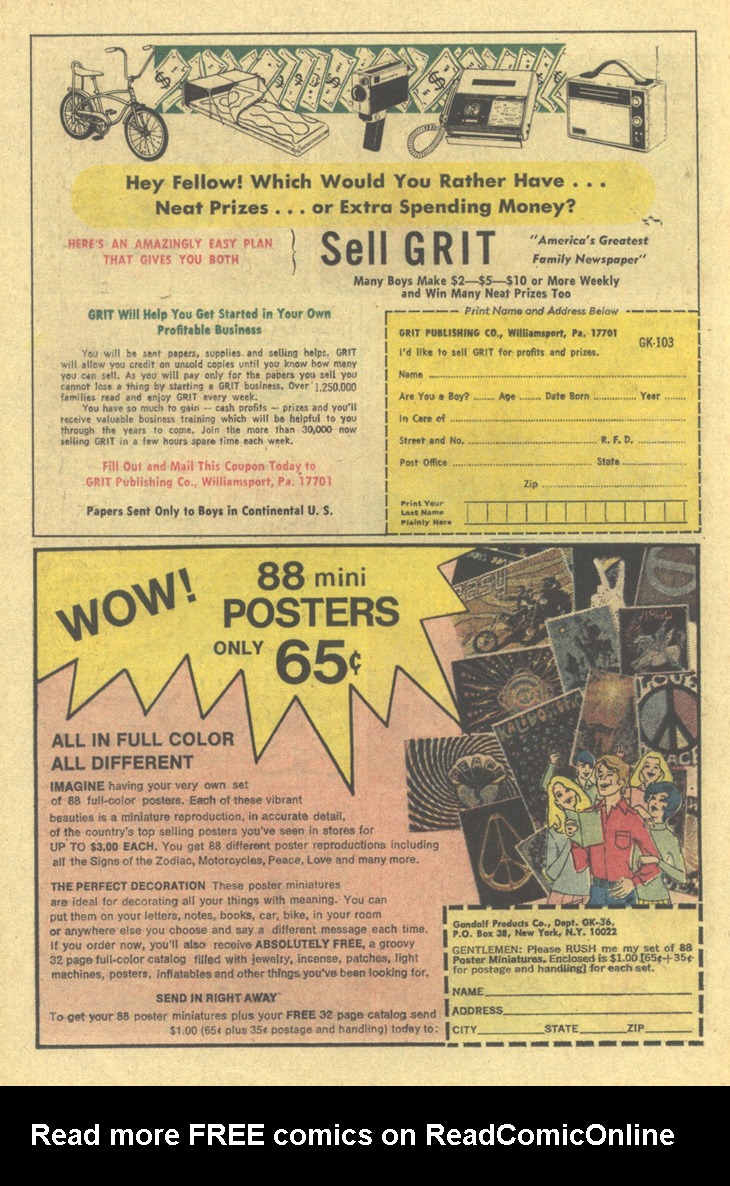 Hey Fellow! Which Would You Rather Have . . .
Neat Prizes . . . or Extra Spending Money?
HERE'S AN AMAZINGLY EASY PLAN
THAT GIVES YOU BOTH
Sell GRIT
"America's Greatest
Family Newspaper"
Many Boys Make $2—$5—$10 or More Weekly
and Win Many Neat Prizes Too
GRIT Will Help You Get Started in Your Own
Profitable Business
You will be sent papers, supplies and selling helps. GRIT
will allow you credit on unsold copies until you know how many
you can sell. As you will pay only for the papers you sell you
cannot lose a thing by starting a GRIT business. Over 1,250,000
families read and enjoy GRIT every week.
You have so much to gain — cash profits — prizes and you'll
receive valuable business training which will be helpful to you
through the years to come. Join the more than 30,000 now
selling GRIT in a few hours spare time each week.
Fill Out and Mail This Coupon Today to
GRIT Publishing Co., Williamsport, Pa. 17701
Papers Sent Only to Boys in Continental U. S.
Print Name and Address Below
GRIT PUBLISHING CO., Williamsport, Pa. 17701
GK-103
I'd like to sell GRIT for profits and prizes.
Name
Are You a Boy? ...... Age ...... Date Born ............ Year ......
In Care of
Street and No. .......... R. F. D. ..........
Post Office .......... State ..........
Zip ..........
Print Your
Last Name
Plainly Here
WOW!
88 mini
POSTERS
ONLY 65¢
ALL IN FULL COLOR
ALL DIFFERENT
IMAGINE having your very own set
of 88 full-color posters. Each of these vibrant
beauties is a miniature reproduction, in accurate detail,
of the country's top selling posters you've seen in stores for
UP TO $3.00 EACH. You get 88 different poster reproductions including
all the Signs of the Zodiac, Motorcycles, Peace, Love and many more.
THE PERFECT DECORATION These poster miniatures
are ideal for decorating all your things with meaning. You can
put them on your letters, notes, books, car, bike, in your room
or anywhere else you choose and say a different message each time.
If you order now, you'll also receive ABSOLUTELY FREE, a groovy
32 page full-color catalog filled with jewelry, incense, patches, light
machines, posters, inflatables and other things you've been looking for.
SEND IN RIGHT AWAY
To get your 88 poster miniatures plus your FREE 32 page catalog send
$1.00 (65¢ plus 35¢ postage and handling) today to:
LOVE
Gandalf Products Co., Dept. GK-36,
P.O. Box 38, New York, N.Y. 10022
GENTLEMEN: Please RUSH me my set of 88
Poster Miniatures. Enclosed is $1.00 [65¢+35¢
for postage and handling] for each set.
NAME
ADDRESS
CITY______STATE______ZIP______
Read more FREE comics on ReadComicOnline